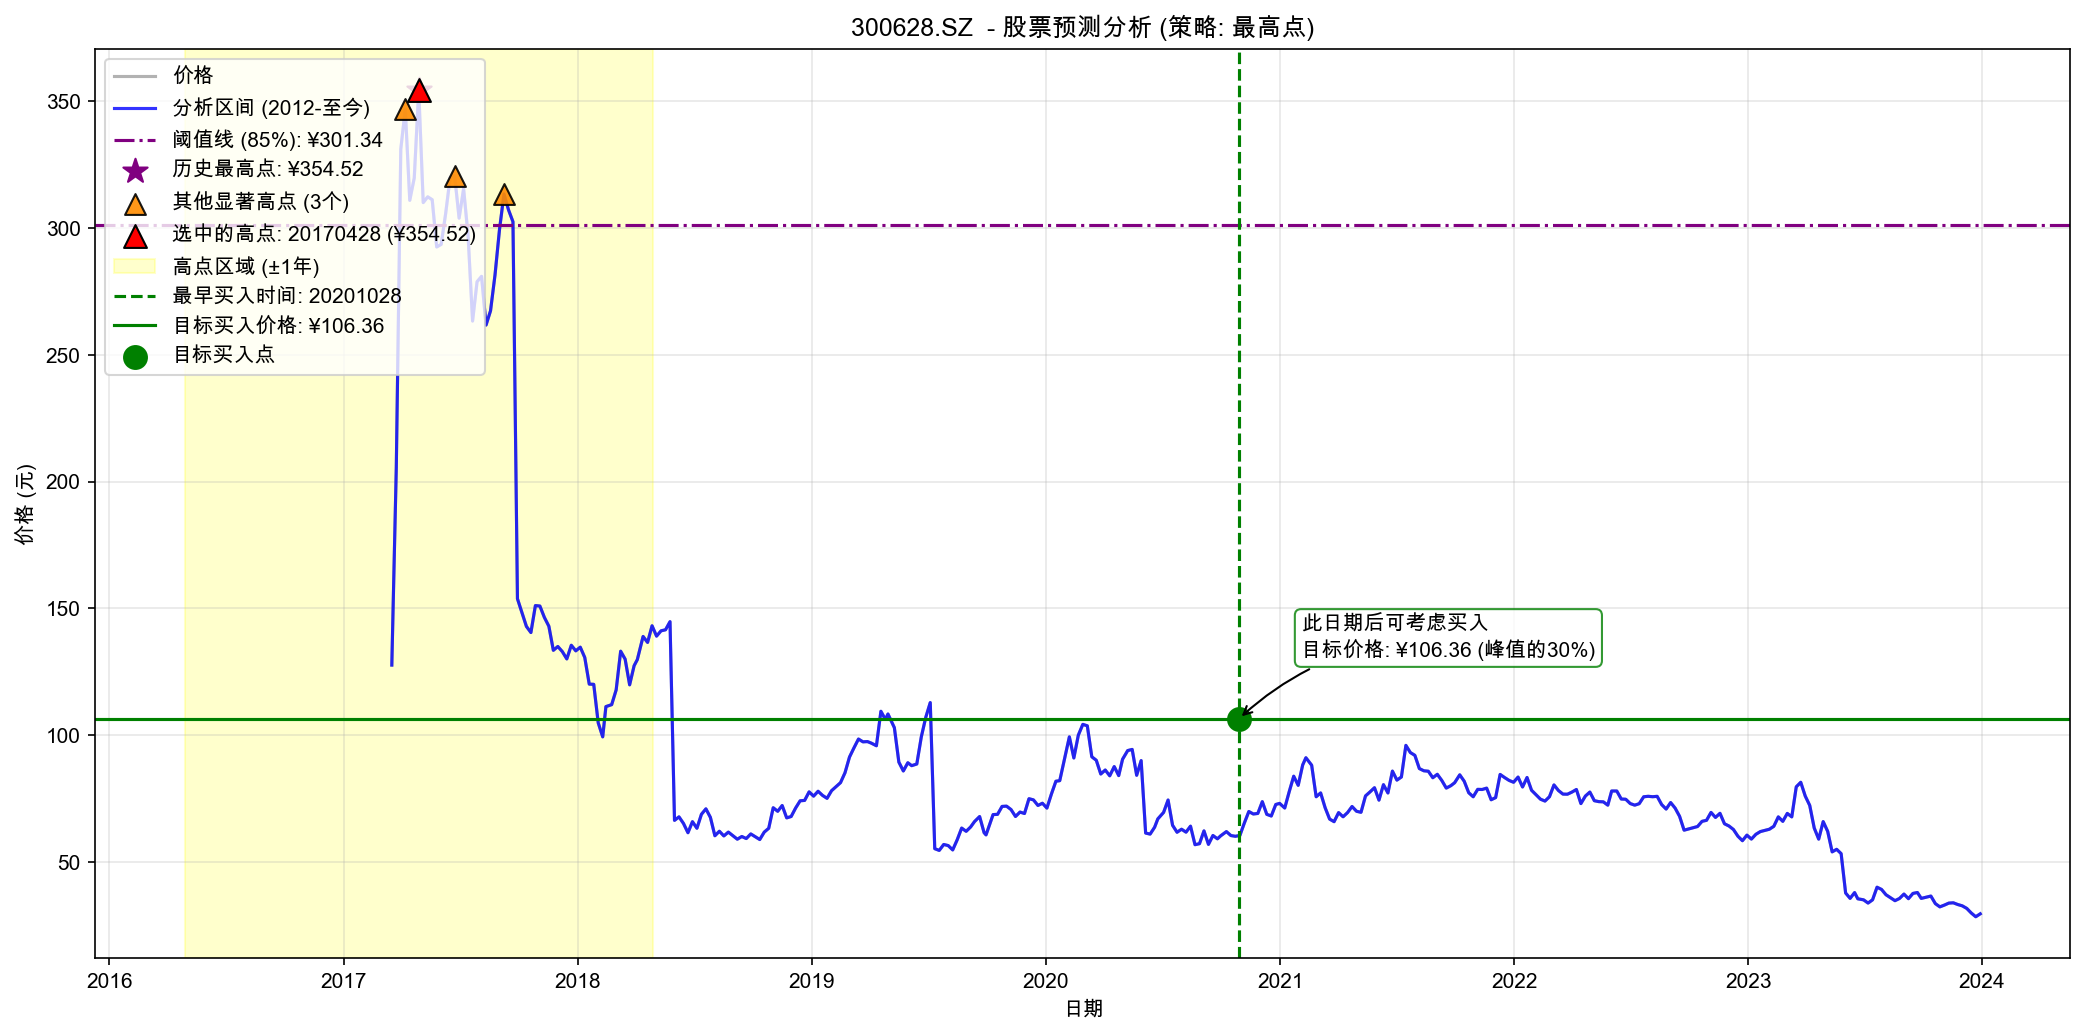 300628.SZ - 股票预测分析 (策略: 最高点)
价格
分析区间 (2012-至今)
阈值线 (85%): ¥301.34
历史最高点: ¥354.52
其他显著高点 (3个)
选中的高点: 20170428 (¥354.52)
高点区域 (±1年)
最早买入时间: 20201028
目标买入价格: ¥106.36
目标买入点
350
300
250
200
150
100
50
价格 (元)
此日期后可考虑买入
目标价格: ¥106.36 (峰值的30%)
2016
2017
2018
2019
2020
2021
2022
2023
2024
日期